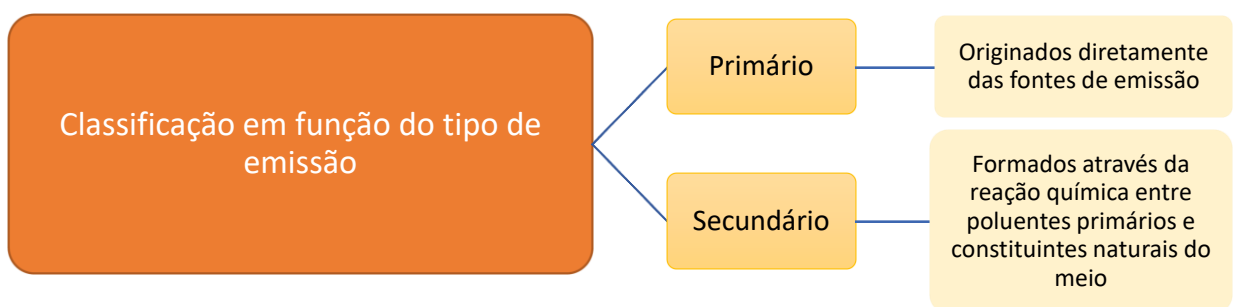 Classificação em função do tipo de
emissão
Primário
Originados diretamente
das fontes de emissão
Secundário
Formados através da
reação química entre
poluentes primários e
constituintes naturais do
meio